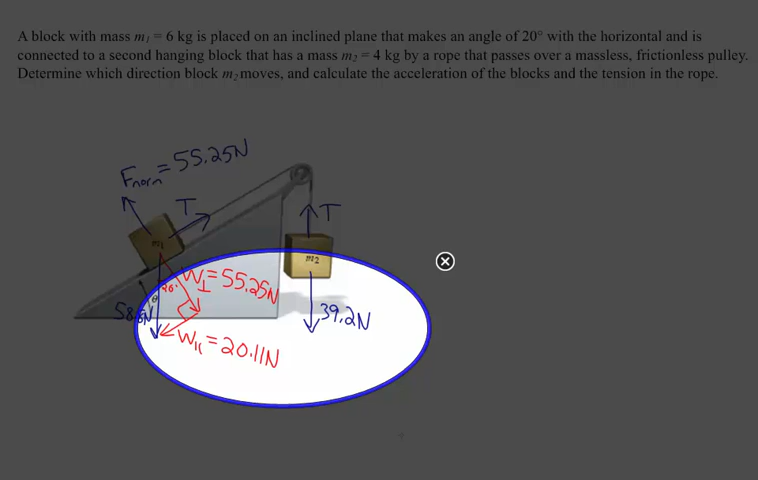 A block with mass m₁ = 6 kg is placed on an inclined plane that makes an angle of 20° with the horizontal and is
connected to a second hanging block that has a mass m₂ = 4 kg by a rope that passes over a massless, frictionless pulley.
Determine which direction block m₂ moves, and calculate the acceleration of the blocks and the tension in the rope.
Fnorm = 55.25N
T
T
m₁
m2
20°
W⊥ = 55.25N
θ
39.2N
W∥ = 20.11N